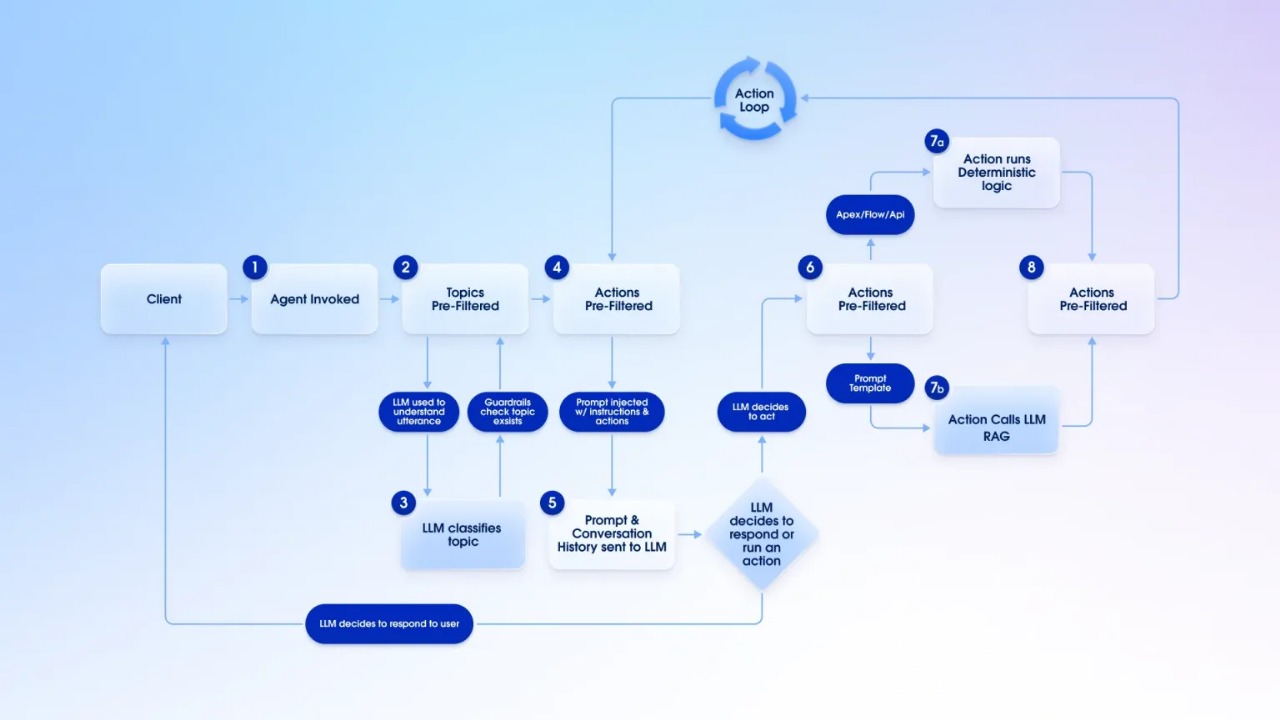 Action
Loop
7a
Action runs
Deterministic
logic
Apex/Flow/Api
Client
1
Agent Invoked
2
Topics
Pre-Filtered
4
Actions
Pre-Filtered
6
Actions
Pre-Filtered
8
Actions
Pre-Filtered
LLM used to
understand
utterance
Guardrails
check topic
exsists
Prompt injected
w/ instructions &
actions
LLM decides
to act
Prompt
Template
7b
Action Calls LLM
RAG
3
LLM classifies
topic
5
Prompt &
Conversation
History sent to LLM
LLM
decides to
respond or
run an
action
LLM decides to respond to user